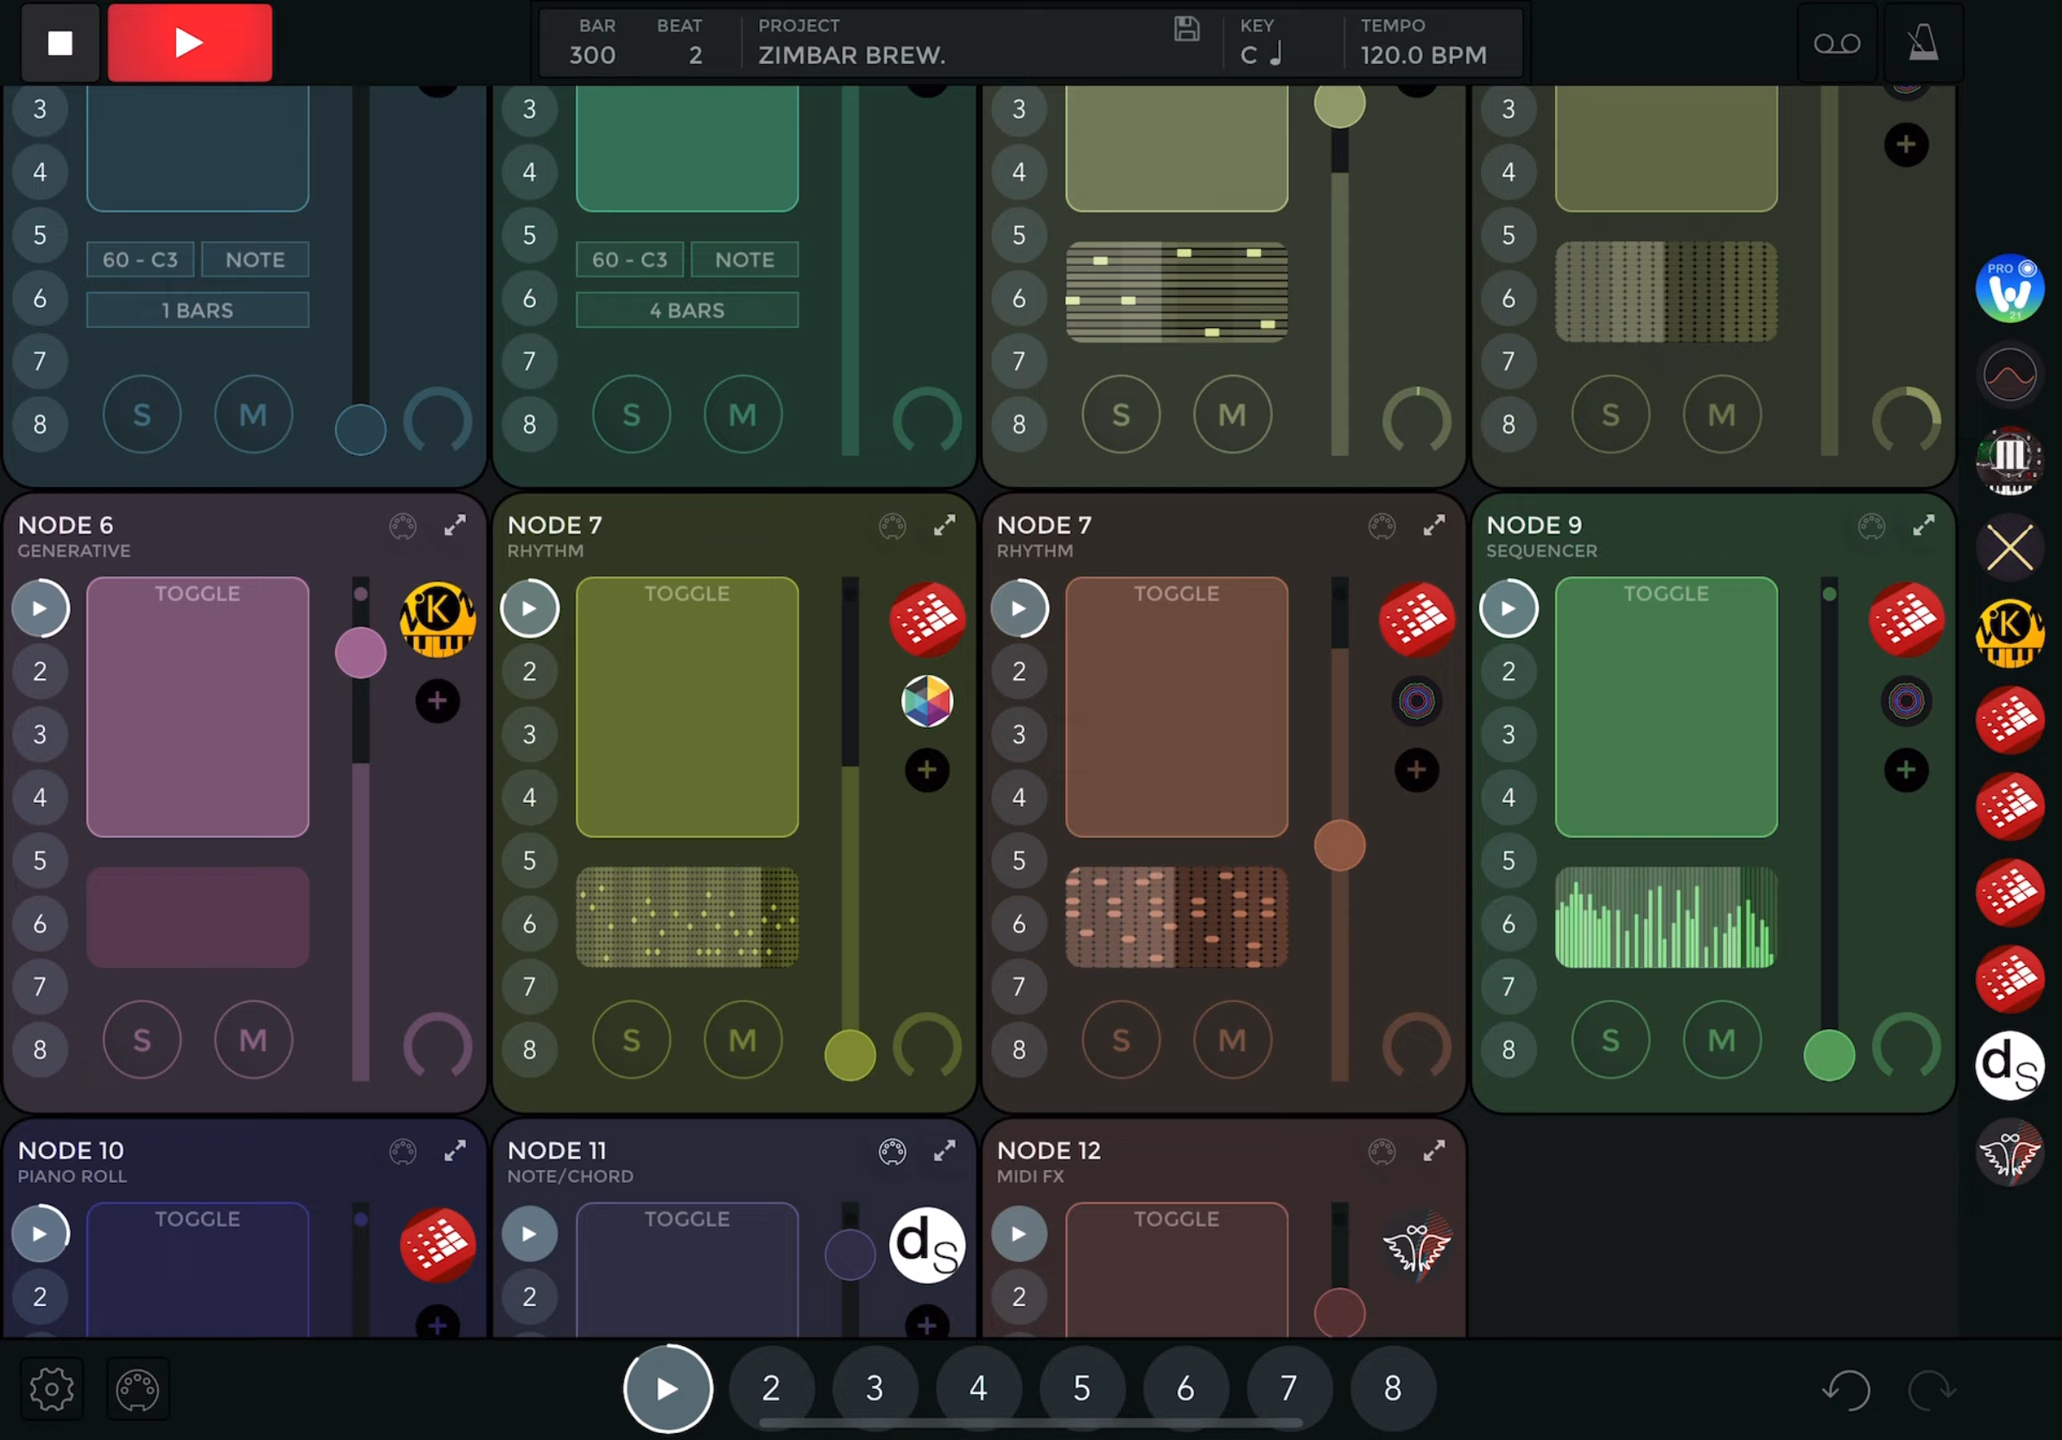 BAR BEAT PROJECT KEY TEMPO
300 2 ZIMBAR BREW. C 120.0 BPM
3 3 3 3
4 4 4 4
5 5 5 5
60 - C3 NOTE 60 - C3 NOTE
6 6 6 6
1 BARS 4 BARS
7 7 7 7
S M S M S M S M
8 8 8 8
PRO
21
NODE 6 NODE 7 NODE 7 NODE 9
GENERATIVE RHYTHM RHYTHM SEQUENCER
TOGGLE TOGGLE TOGGLE TOGGLE
K K
2 2 2 2
3 3 3 3
4 4 4 4
5 5 5 5
6 6 6 6
7 7 7 7
S M S M S M S M
8 8 8 8
ds
NODE 10 NODE 11 NODE 12
PIANO ROLL NOTE/CHORD MIDI FX
TOGGLE TOGGLE TOGGLE
ds
2 2 2
2 3 4 5 6 7 8